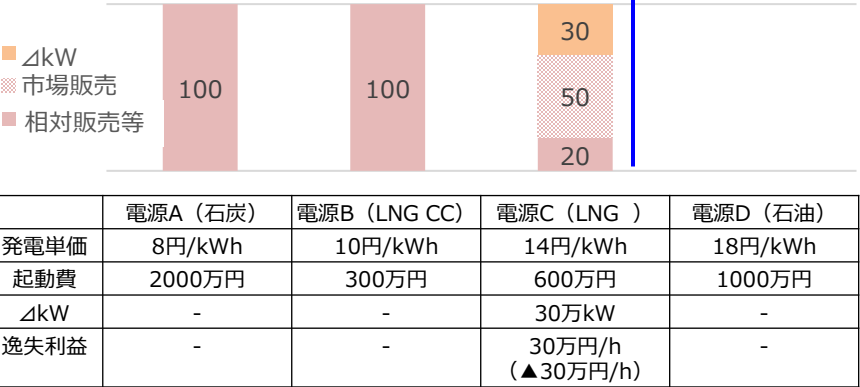 30
⊿kW
市場販売
100
100
50
相対販売等
20
電源A（石炭） 電源B（LNG CC） 電源C（LNG ） 電源D（石油）
発電単価 8円/kWh 10円/kWh 14円/kWh 18円/kWh
起動費 2000万円 300万円 600万円 1000万円
⊿kW - - 30万kW -
逸失利益 - - 30万円/h -
（▲30万円/h）